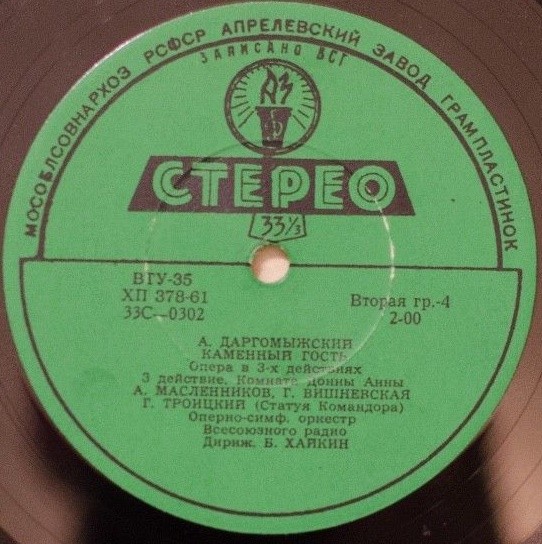 МОСОБЛСОВНАРХОЗ РСФСР АПРЕЛЕВСКИЙ ЗАВОД ГРАМПЛАСТИНОК
ЗАПИСАНО ВСГ
АЗ
СТЕРЕО
33⅓
ВТУ-35
ХП 378-61
33С—0302
Вторая гр.-4
2-00
А. ДАРГОМЫЖСКИЙ
КАМЕННЫЙ ГОСТЬ
Опера в 3-х действиях
3 действие, Комната Донны Анны
А. МАСЛЕННИКОВ, Г. ВИШНЕВСКАЯ
Г. ТРОИЦКИЙ (Статуя Командора)
Оперно-симф. оркестр
Всесоюзного радио
Дириж. Б. ХАЙКИН